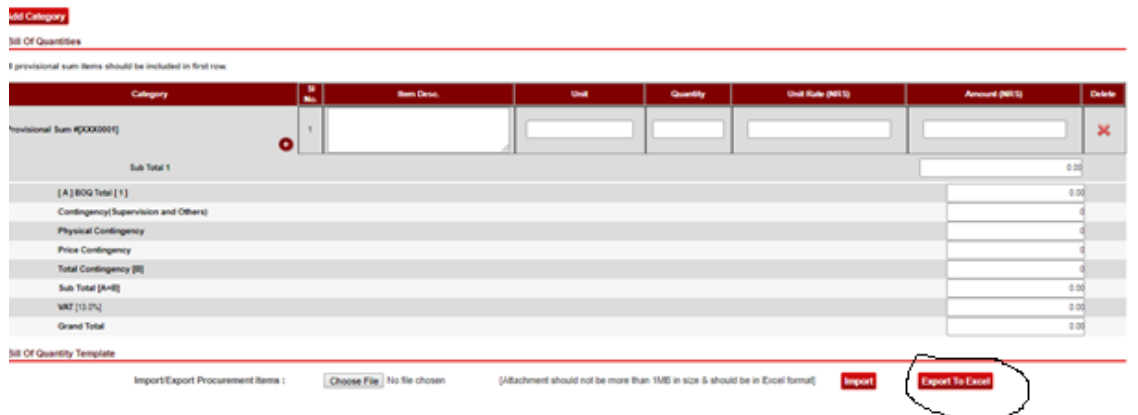 Add Category
Bill Of Quantities
l provisional sum items should be included in first row.
Category Sl No. Item Desc. Unit Quantity Unit Rate (NRS) Amount (NRS) Delete
Provisional Sum #[XXX0001] 1
Sub Total 1 0.00
[ A ] BOQ Total [ 1 ] 0.00
Contingency(Supervision and Others) 0
Physical Contingency 0
Price Contingency 0
Total Contingency [B] 0
Sub Total [A+B] 0.00
VAT [13.0%] 0.00
Grand Total 0.00
Bill Of Quantity Template
Import/Export Procurement Items : Choose File No file chosen [Attachment should not be more than 1MB in size & should be in Excel format] Import Export To Excel